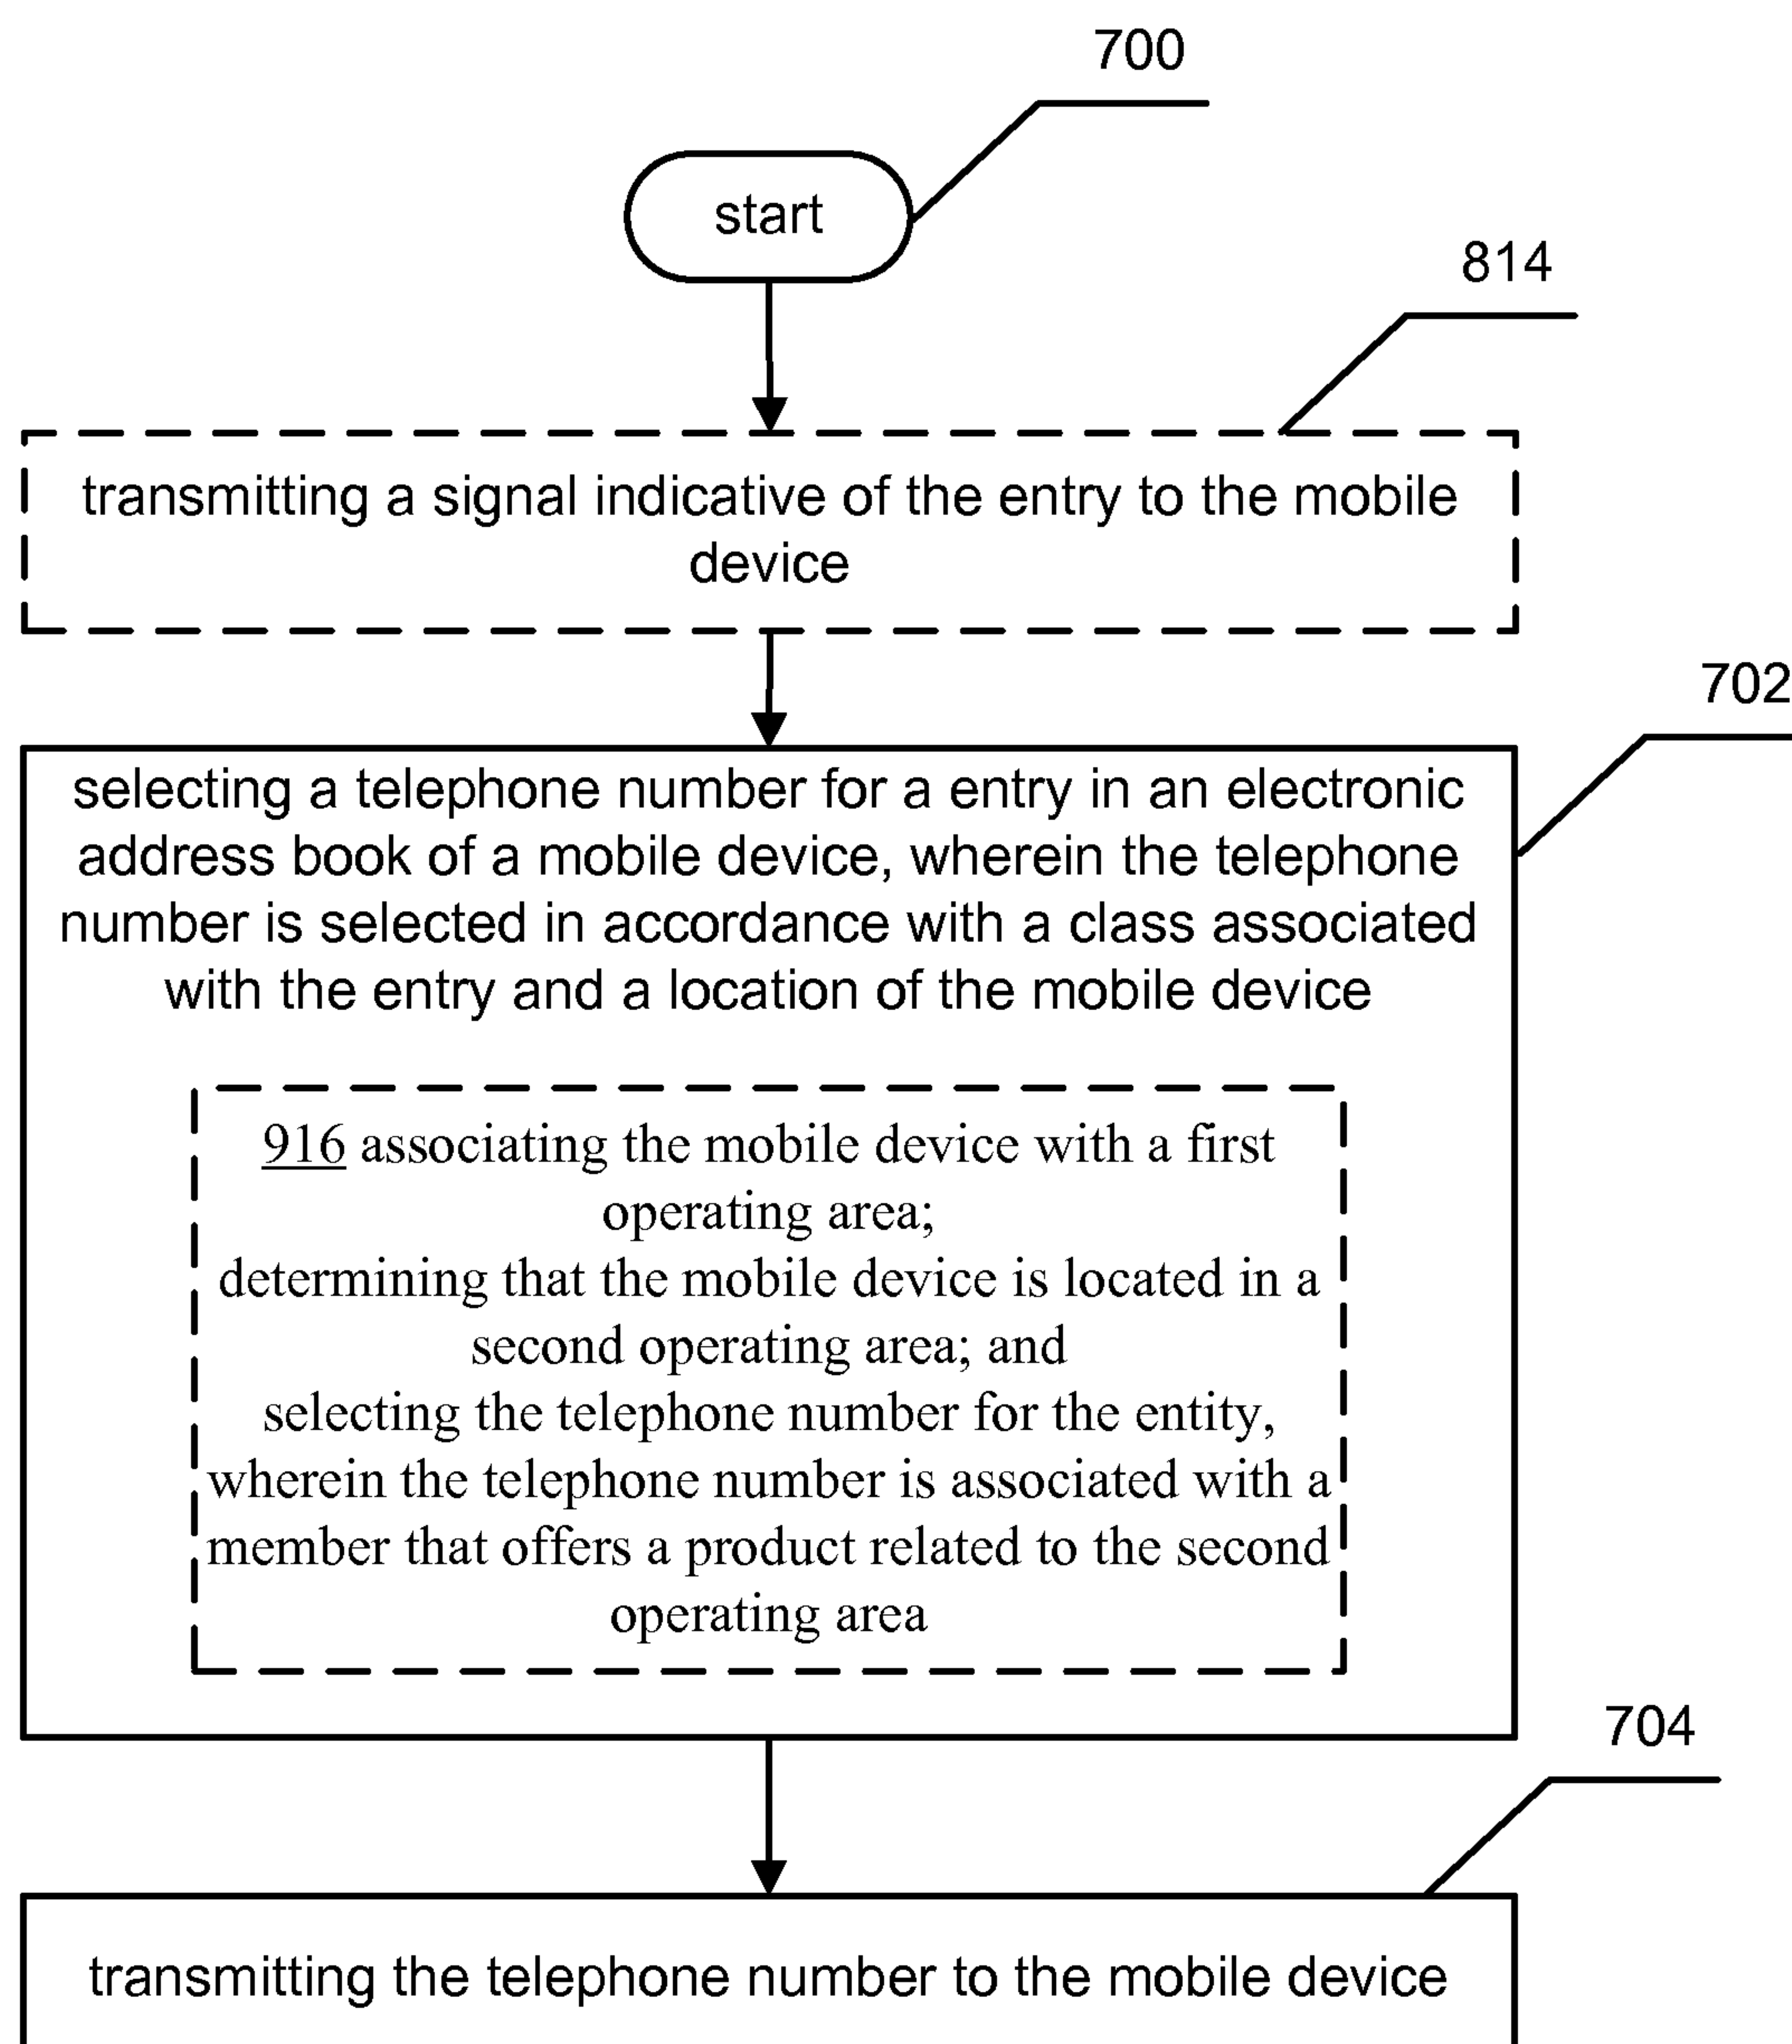 700
start
814
transmitting a signal indicative of the entry to the mobile
device
702
selecting a telephone number for a entry in an electronic
address book of a mobile device, wherein the telephone
number is selected in accordance with a class associated
with the entry and a location of the mobile device
916 associating the mobile device with a first
operating area;
determining that the mobile device is located in a
second operating area; and
selecting the telephone number for the entity,
wherein the telephone number is associated with a
member that offers a product related to the second
operating area
704
transmitting the telephone number to the mobile device